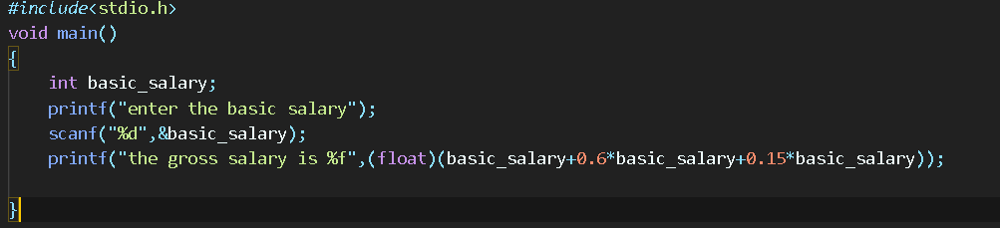 #include<stdio.h>
void main()
{
    int basic_salary;
    printf("enter the basic salary");
    scanf("%d",&basic_salary);
    printf("the gross salary is %f",(float)(basic_salary+0.6*basic_salary+0.15*basic_salary));
}